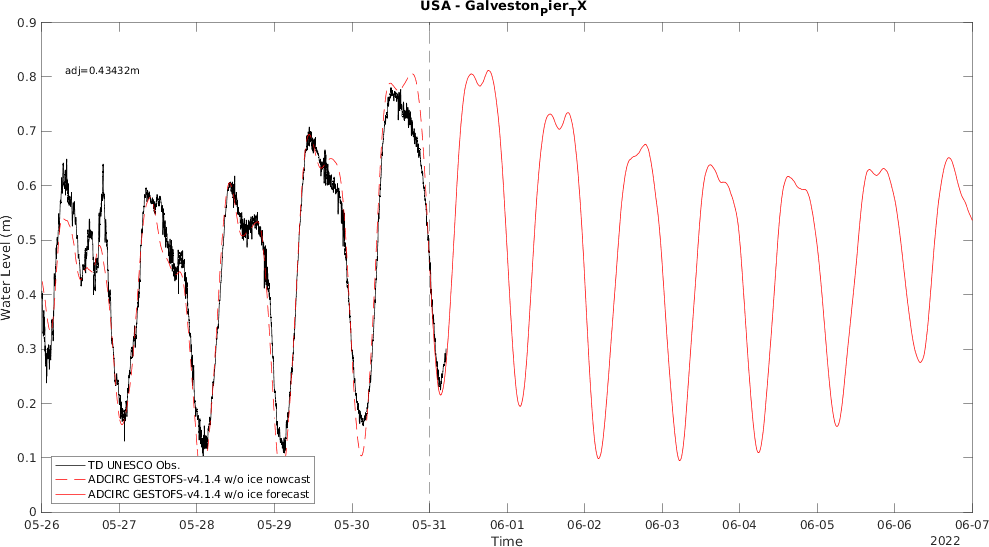 USA - Galveston_pier_TX
0.9
0.8
0.7
0.6
0.5
0.4
0.3
0.2
0.1
0
Water Level (m)
adj=0.43432m
TD UNESCO Obs.
ADCIRC GESTOFS-v4.1.4 w/o ice nowcast
ADCIRC GESTOFS-v4.1.4 w/o ice forecast
05-26 05-27 05-28 05-29 05-30 05-31 06-01 06-02 06-03 06-04 06-05 06-06 06-07
Time
2022